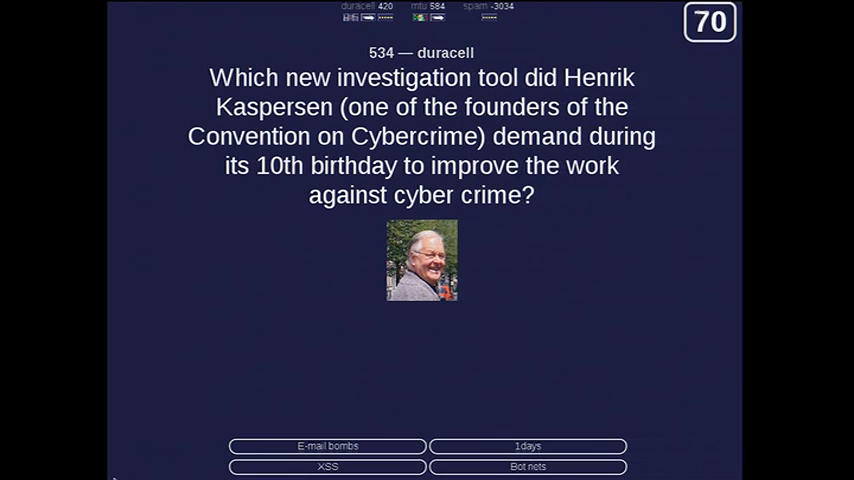 duracell 420 mtu 584 spam -3034
70
534 — duracell
Which new investigation tool did Henrik
Kaspersen (one of the founders of the
Convention on Cybercrime) demand during
its 10th birthday to improve the work
against cyber crime?
E-mail bombs
1days
XSS
Bot nets